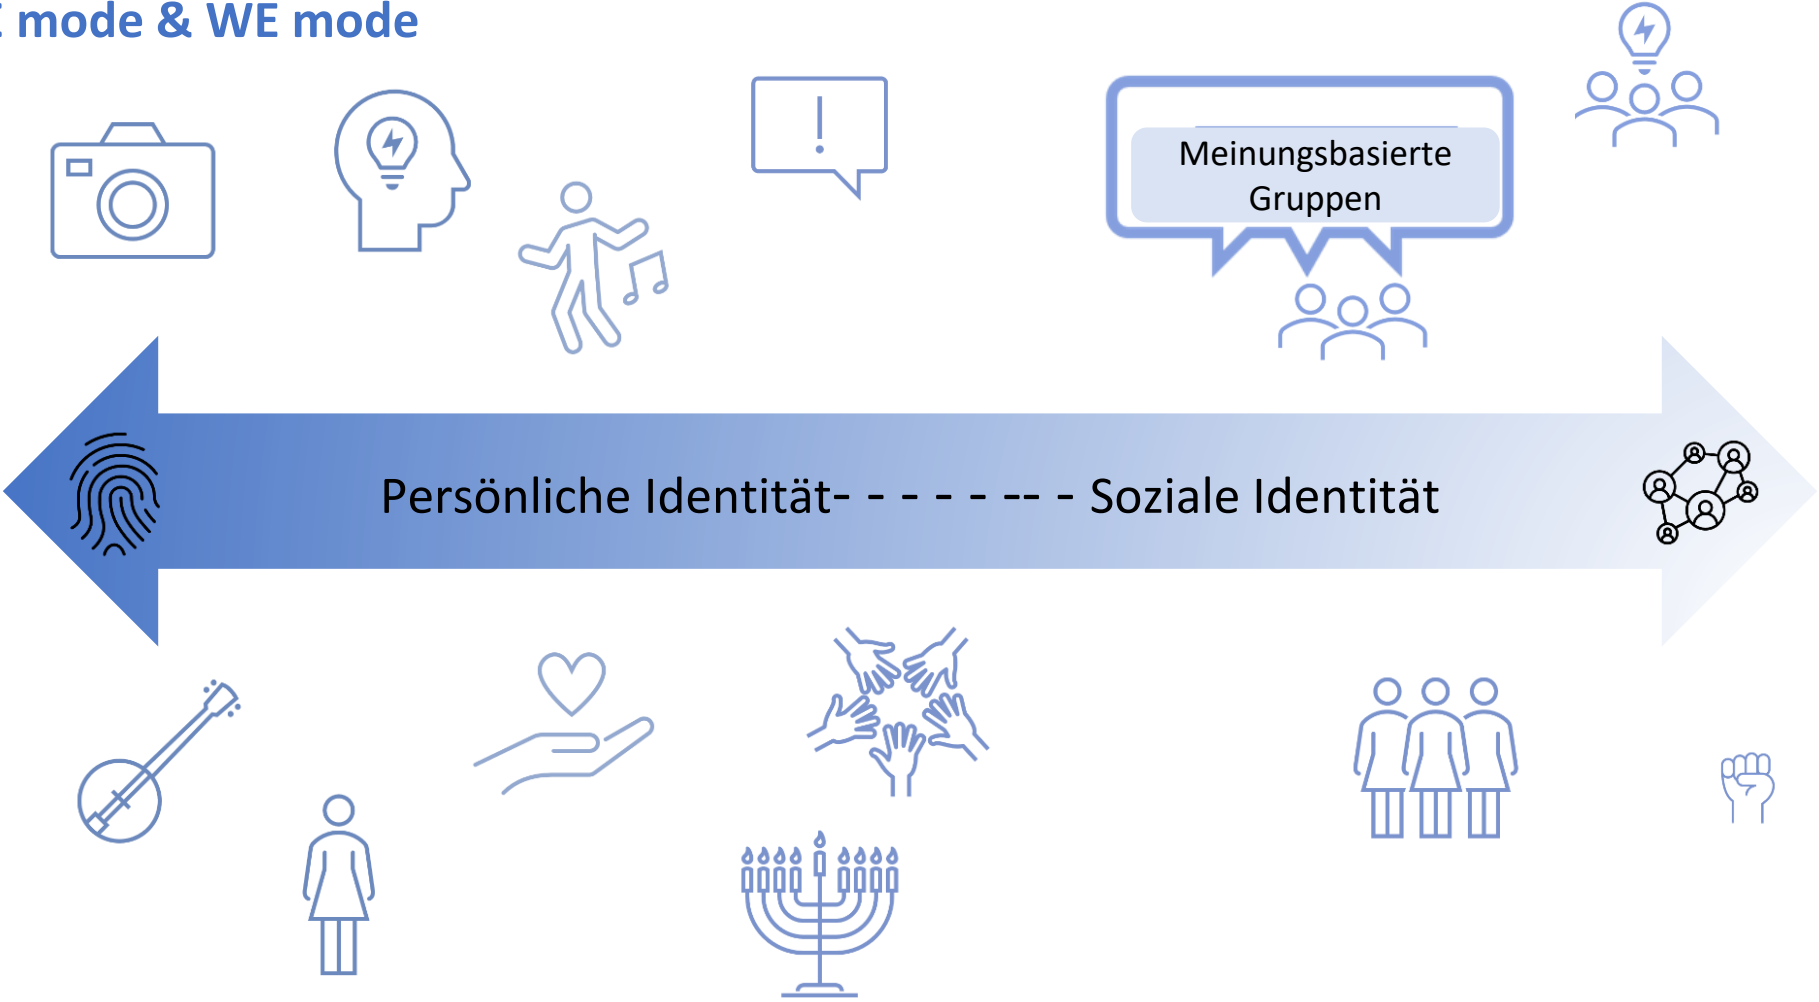 mode & WE mode
Meinungsbasierte
Gruppen
Persönliche Identität- - - - - -- - Soziale Identität